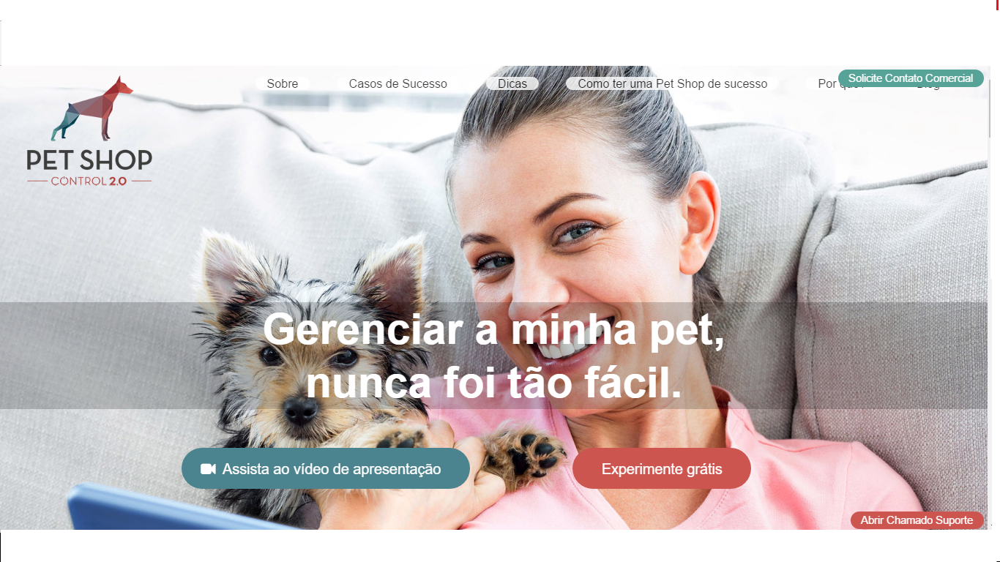 Sobre
Casos de Sucesso
Dicas
Como ter uma Pet Shop de sucesso
Por quê?
Blog
Solicite Contato Comercial
PET SHOP
CONTROL 2.0
Gerenciar a minha pet,
nunca foi tão fácil.
Assista ao vídeo de apresentação
Experimente grátis
Abrir Chamado Suporte